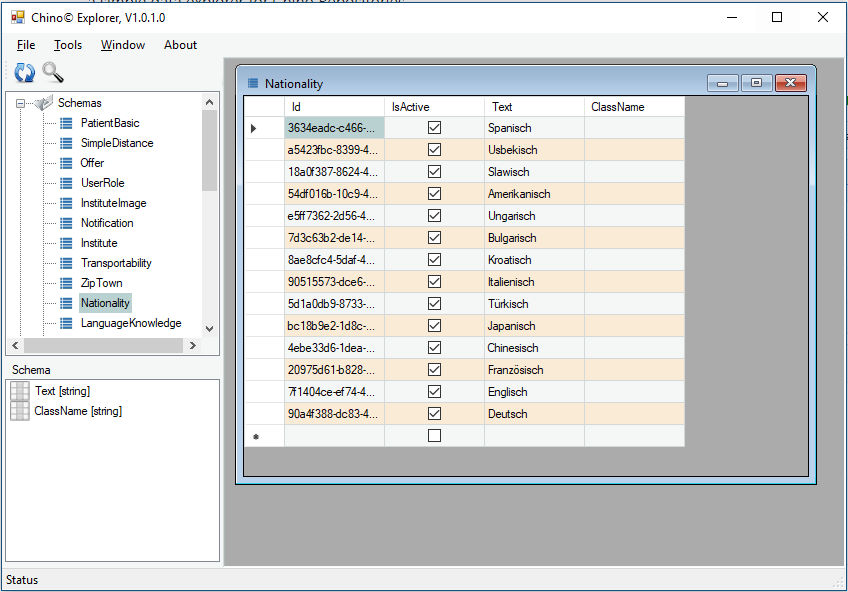 Chino© Explorer, V1.0.1.0
File Tools Window About
Schemas
PatientBasic
SimpleDistance
Offer
UserRole
InstituteImage
Notification
Institute
Transportability
ZipTown
Nationality
LanguageKnowledge
Schema
Text [string]
ClassName [string]
Nationality
Id IsActive Text ClassName
3634eadc-c466-... Spanisch
a5423fbc-8399-4... Usbekisch
18a0f387-8624-4... Slawisch
54df016b-10c9-4... Amerikanisch
e5ff7362-2d56-4... Ungarisch
7d3c63b2-de14-... Bulgarisch
8ae8cfc4-5daf-4... Kroatisch
90515573-dce6-... Italienisch
5d1a0db9-8733-... Türkisch
bc18b9e2-1d8c-... Japanisch
4ebe33d6-1dea-... Chinesisch
20975d61-b828-... Französisch
7f1404ce-ef74-4... Englisch
90a4f388-dc83-4... Deutsch
Status